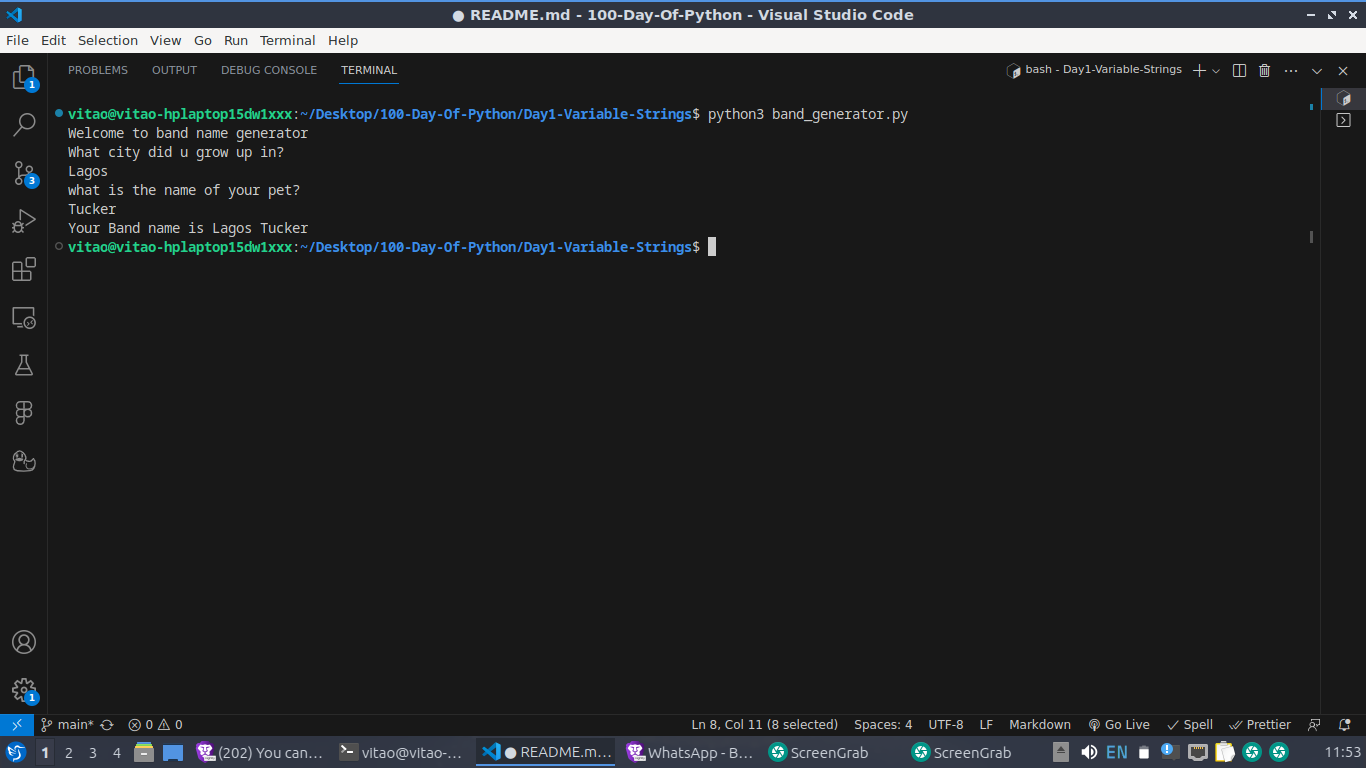 ● README.md - 100-Day-Of-Python - Visual Studio Code
File Edit Selection View Go Run Terminal Help
PROBLEMS OUTPUT DEBUG CONSOLE TERMINAL
bash - Day1-Variable-Strings
vitao@vitao-hplaptop15dw1xxx:~/Desktop/100-Day-Of-Python/Day1-Variable-Strings$ python3 band_generator.py
Welcome to band name generator
What city did u grow up in?
Lagos
what is the name of your pet?
Tucker
Your Band name is Lagos Tucker
vitao@vitao-hplaptop15dw1xxx:~/Desktop/100-Day-Of-Python/Day1-Variable-Strings$
1
3
1
main* 0 0 Ln 8, Col 11 (8 selected) Spaces: 4 UTF-8 LF Markdown Go Live Spell Prettier
1 2 3 4 (202) You can... vitao@vitao-... ● README.m... WhatsApp - B... ScreenGrab ScreenGrab EN 11:53